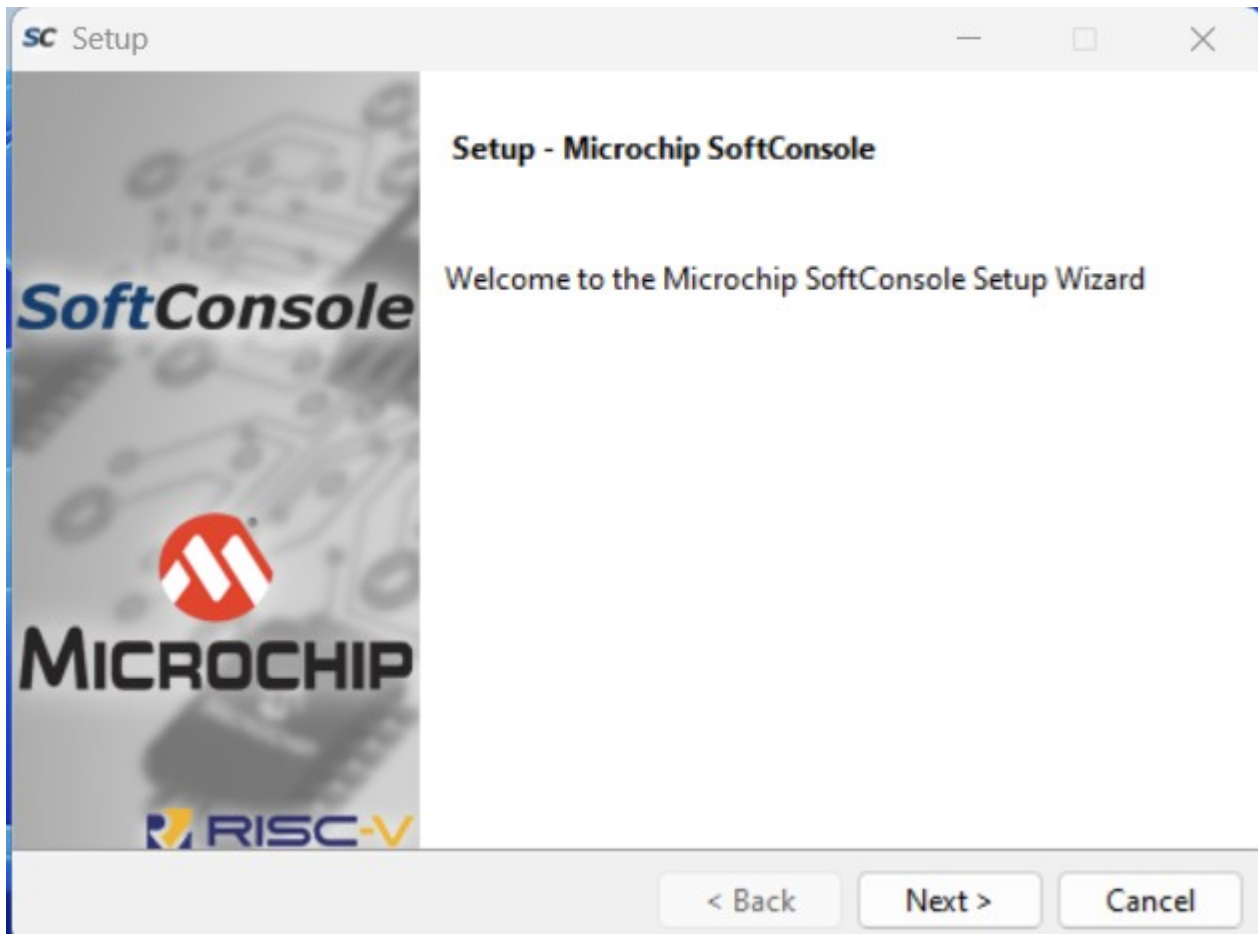 SC Setup
Setup - Microchip SoftConsole
Welcome to the Microchip SoftConsole Setup Wizard
SoftConsole
MICROCHIP
RISC-V
< Back
Next >
Cancel